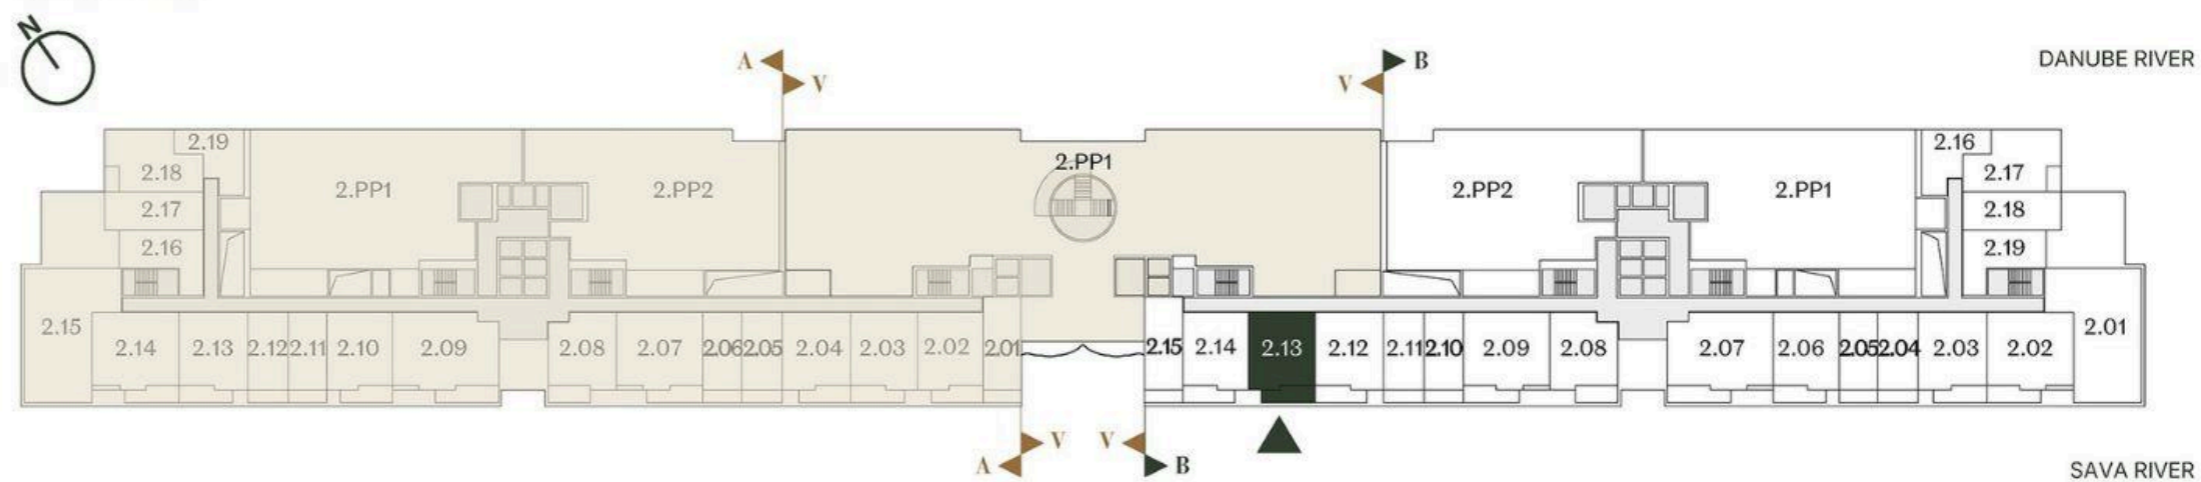 N
A
V
V
B
DANUBE RIVER
2.19
2.18
2.17
2.16
2.PP1
2.PP2
2.PP1
2.PP2
2.PP1
2.16
2.17
2.18
2.19
2.15
2.14
2.13
2.12
2.11
2.10
2.09
2.08
2.07
2.06
2.05
2.04
2.03
2.02
2.01
2.15
2.14
2.13
2.12
2.11
2.10
2.09
2.08
2.07
2.06
2.05
2.04
2.03
2.02
2.01
V
A
V
B
SAVA RIVER